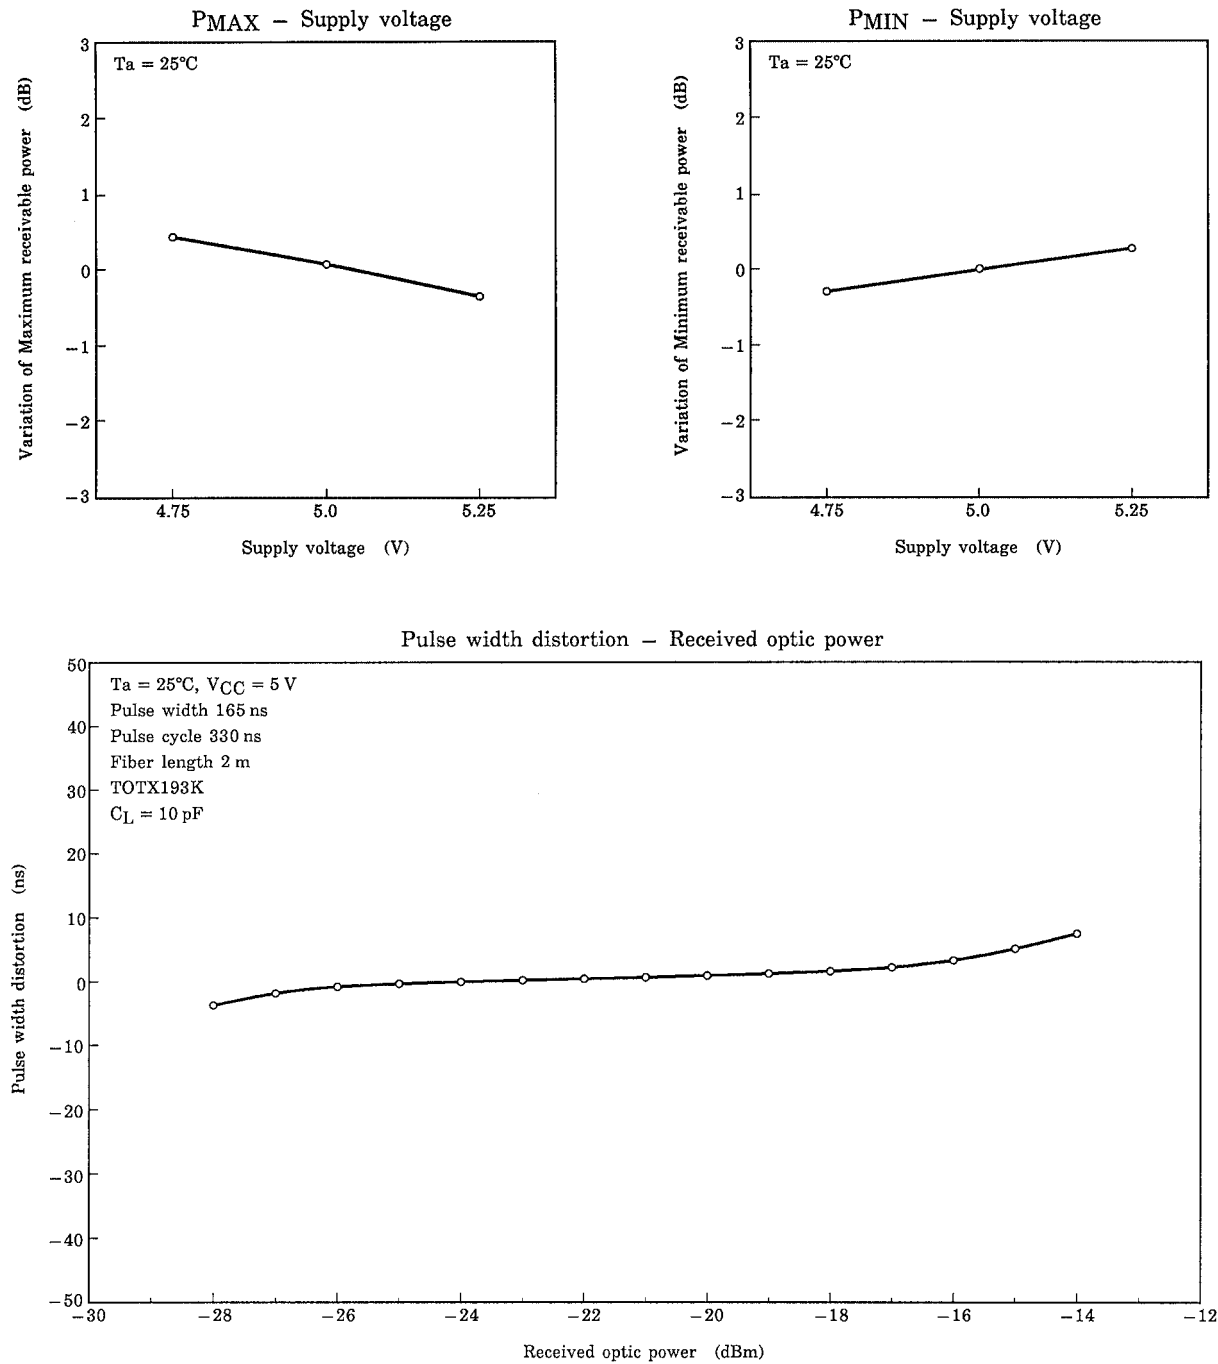 PMAX – Supply voltage
Variation of Maximum receivable power (dB)
Ta = 25℃
3
2
1
0
−1
−2
−3
4.75 5.0 5.25
Supply voltage (V)
PMIN – Supply voltage
Variation of Minimum receivable power (dB)
Ta = 25℃
3
2
1
0
−1
−2
−3
4.75 5.0 5.25
Supply voltage (V)
Pulse width distortion – Received optic power
Pulse width distortion (ns)
Ta = 25℃, VCC = 5 V
Pulse width 165 ns
Pulse cycle 330 ns
Fiber length 2 m
TOTX193K
CL = 10 pF
50
40
30
20
10
0
−10
−20
−30
−40
−50
−30 −28 −26 −24 −22 −20 −18 −16 −14 −12
Received optic power (dBm)